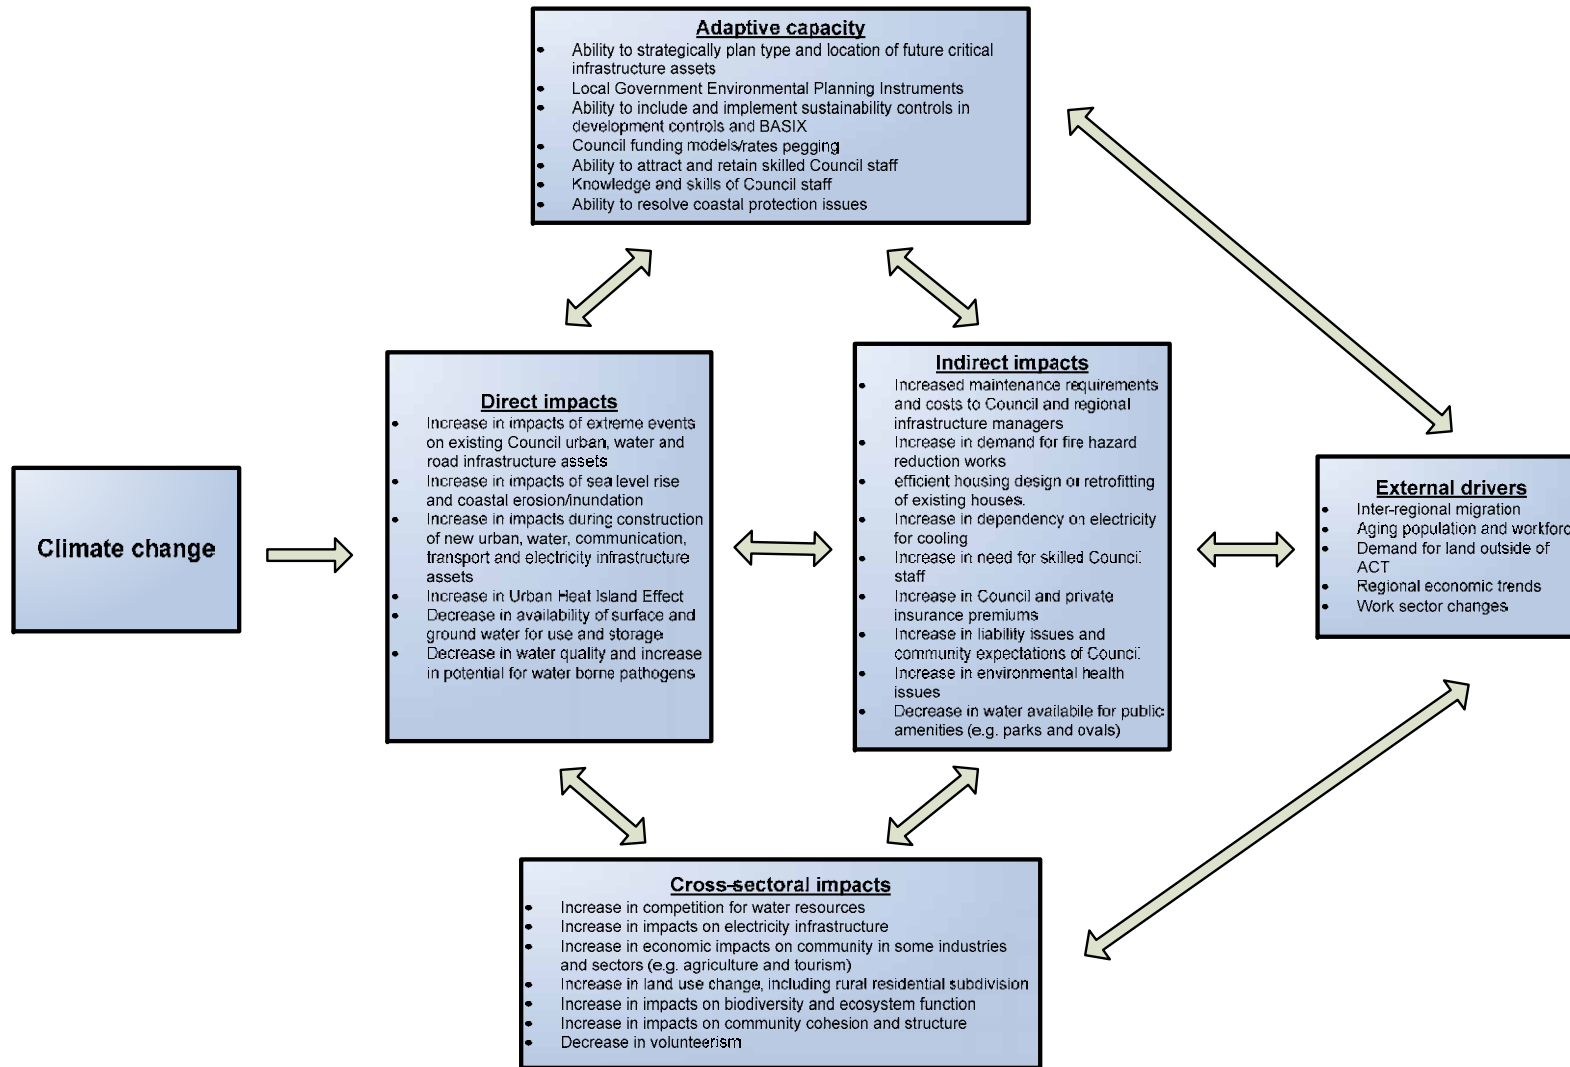 Adaptive capacity
• Ability to strategically plan type and location of future critical
infrastructure assets
• Local Government Environmental Planning Instruments
• Ability to include and implement sustainability controls in
development controls and BASIX
• Council funding models/rates pegging
• Ability to attract and retain skilled Council staff
• Knowledge and skills of Council staff
• Ability to resolve coastal protection issues
Climate change
Direct impacts
• Increase in impacts of extreme events
on existing Council urban, water and
road infrastructure assets
• Increase in impacts of sea level rise
and coastal erosion/inundation
• Increase in impacts during construction
of new urban, water, communication,
transport and electricity infrastructure
assets
• Increase in Urban Heat Island Effect
• Decrease in availability of surface and
ground water for use and storage
• Decrease in water quality and increase
in potential for water borne pathogens
Indirect impacts
• Increased maintenance requirements
and costs to Council and regional
infrastructure managers
• Increase in demand for fire hazard
reduction works
• efficient housing design or retrofitting
of existing houses.
• Increase in dependency on electricity
for cooling
• Increase in need for skilled Council
staff
• Increase in Council and private
insurance premiums
• Increase in liability issues and
community expectations of Council
• Increase in environmental health
issues
• Decrease in water availabile for public
amenities (e.g. parks and ovals)
External drivers
• Inter-regional migration
• Aging population and workforc
• Demand for land outside of
ACT
• Regional economic trends
• Work sector changes
Cross-sectoral impacts
• Increase in competition for water resources
• Increase in impacts on electricity infrastructure
• Increase in economic impacts on community in some industries
and sectors (e.g. agriculture and tourism)
• Increase in land use change, including rural residential subdivision
• Increase in impacts on biodiversity and ecosystem function
• Increase in impacts on community cohesion and structure
• Decrease in volunteerism